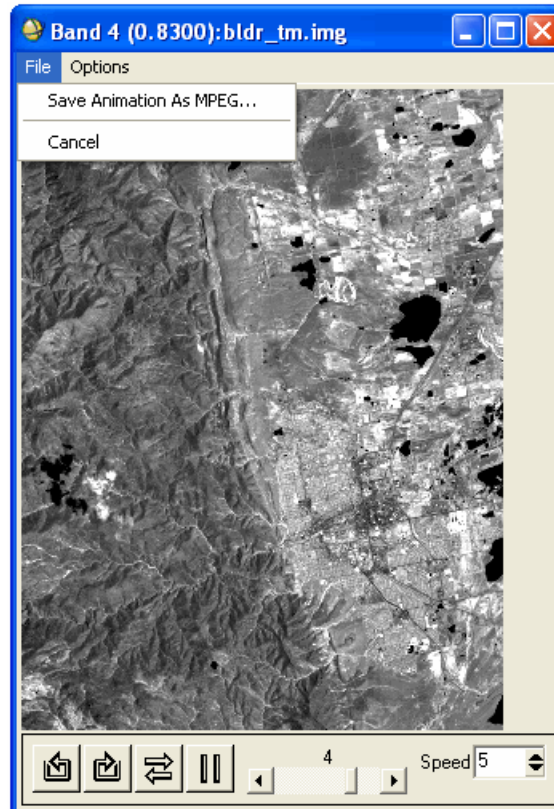 Band 4 (0.8300):bldr_tm.img
File Options
Save Animation As MPEG...
Cancel
4
Speed 5